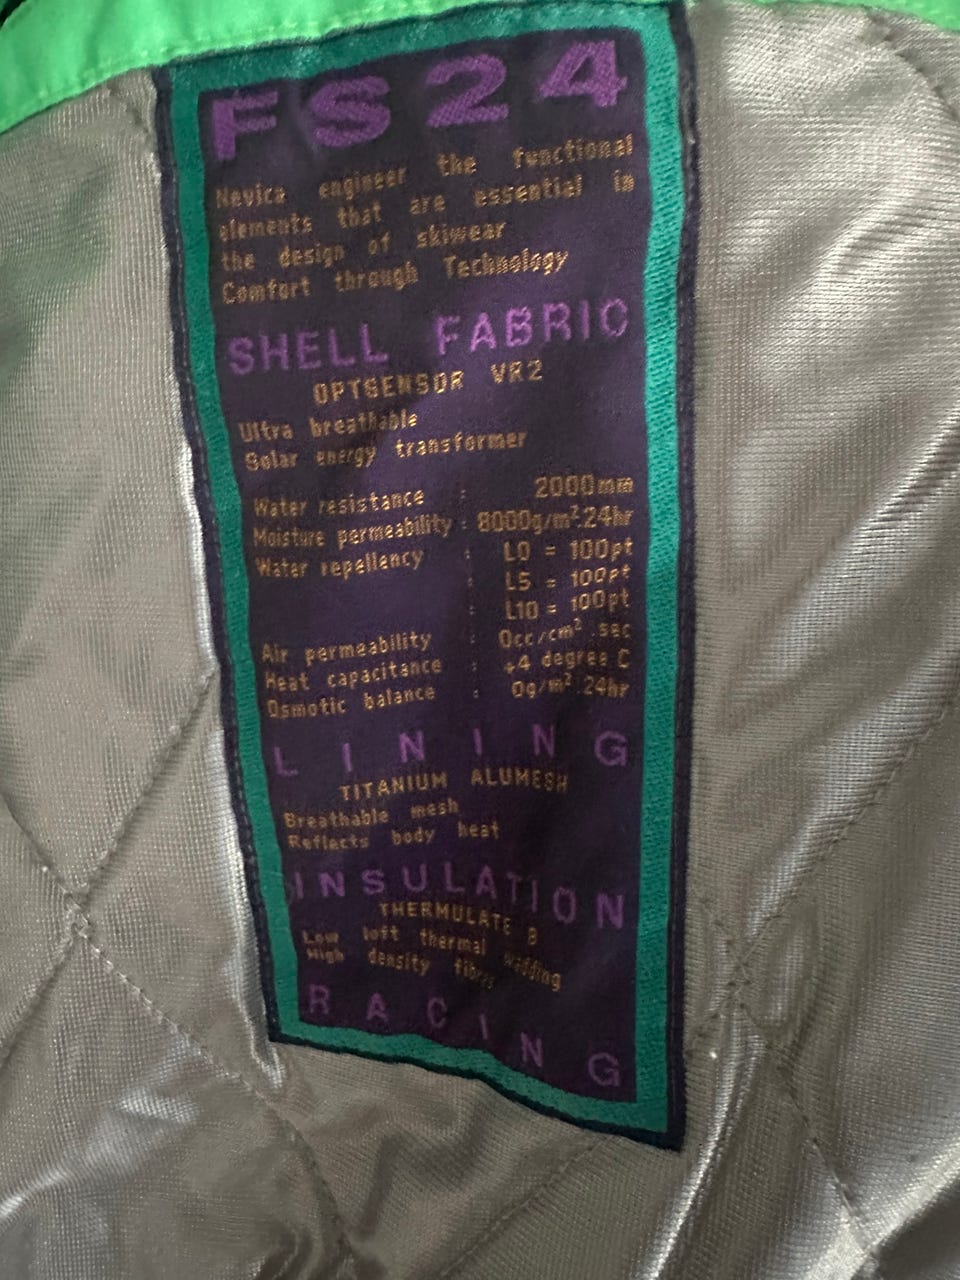 FS24
Nevica engineer the functional
elements that are essential in
the design of skiwear
Comfort through Technology
SHELL FABRIC
OPTSENSOR VR2
Ultra breathable
Solar energy transformer
Water resistance : 2000mm
Moisture permeability : 8000g/m².24hr
Water repellency : L0 = 100pt
: L5 = 100pt
: L10 = 100pt
Air permeability : 0cc/cm².sec
Heat capacitance : +4 degree C
Osmotic balance : 0g/m².24hr
LINING
TITANIUM ALUMESH
Breathable mesh
Reflects body heat
INSULATION
THERMULATE B
Low loft thermal wadding
High density fibres
RACING